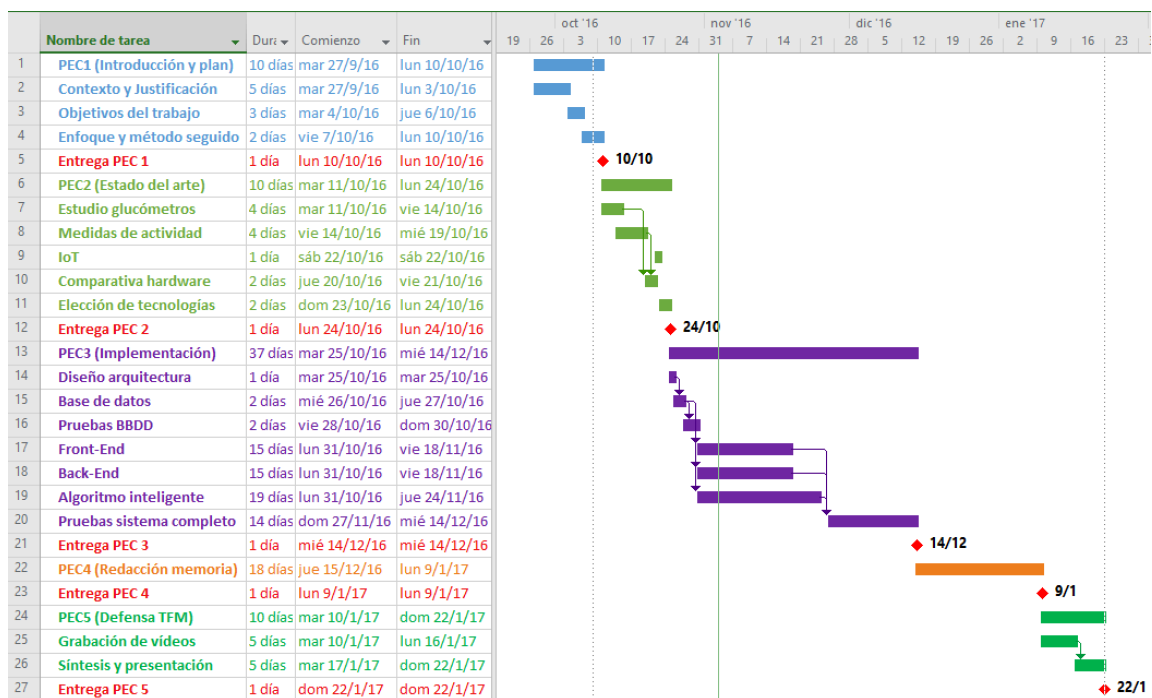 oct '16 nov '16 dic '16 ene '17
Nombre de tarea Dura Comienzo Fin 19 26 3 10 17 24 31 7 14 21 28 5 12 19 26 2 9 16 23
1 PEC1 (Introducción y plan) 10 días mar 27/9/16 lun 10/10/16
2 Contexto y Justificación 5 días mar 27/9/16 lun 3/10/16
3 Objetivos del trabajo 3 días mar 4/10/16 jue 6/10/16
4 Enfoque y método seguido 2 días vie 7/10/16 lun 10/10/16
5 Entrega PEC 1 1 día lun 10/10/16 lun 10/10/16 10/10
6 PEC2 (Estado del arte) 10 días mar 11/10/16 lun 24/10/16
7 Estudio glucómetros 4 días mar 11/10/16 vie 14/10/16
8 Medidas de actividad 4 días vie 14/10/16 mié 19/10/16
9 IoT 1 día sáb 22/10/16 sáb 22/10/16
10 Comparativa hardware 2 días jue 20/10/16 vie 21/10/16
11 Elección de tecnologías 2 días dom 23/10/16 lun 24/10/16
12 Entrega PEC 2 1 día lun 24/10/16 lun 24/10/16 24/10
13 PEC3 (Implementación) 37 días mar 25/10/16 mié 14/12/16
14 Diseño arquitectura 1 día mar 25/10/16 mar 25/10/16
15 Base de datos 2 días mié 26/10/16 jue 27/10/16
16 Pruebas BBDD 2 días vie 28/10/16 dom 30/10/16
17 Front-End 15 días lun 31/10/16 vie 18/11/16
18 Back-End 15 días lun 31/10/16 vie 18/11/16
19 Algoritmo inteligente 19 días lun 31/10/16 jue 24/11/16
20 Pruebas sistema completo 14 días dom 27/11/16 mié 14/12/16
21 Entrega PEC 3 1 día mié 14/12/16 mié 14/12/16 14/12
22 PEC4 (Redacción memoria) 18 días jue 15/12/16 lun 9/1/17
23 Entrega PEC 4 1 día lun 9/1/17 lun 9/1/17 9/1
24 PEC5 (Defensa TFM) 10 días mar 10/1/17 dom 22/1/17
25 Grabación de vídeos 5 días mar 10/1/17 lun 16/1/17
26 Síntesis y presentación 5 días mar 17/1/17 dom 22/1/17
27 Entrega PEC 5 1 día dom 22/1/17 dom 22/1/17 22/1